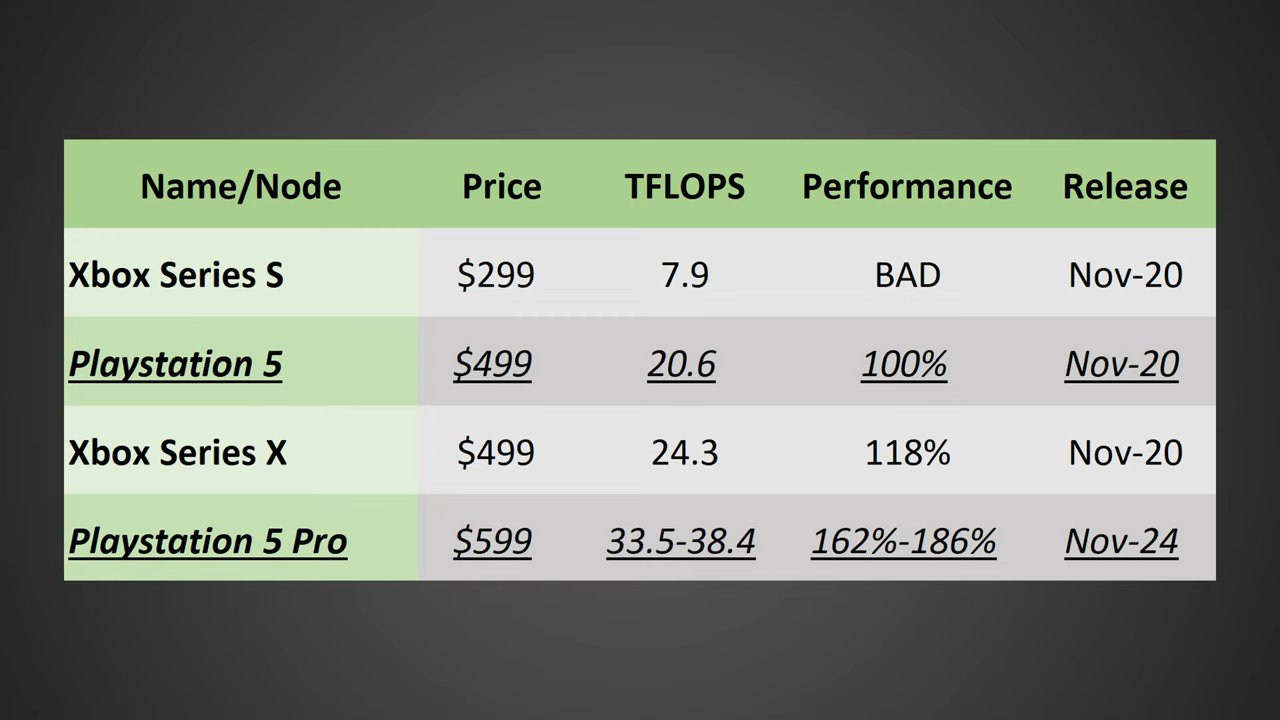 Name/Node Price TFLOPS Performance Release
Xbox Series S $299 7.9 BAD Nov-20
Playstation 5 $499 20.6 100% Nov-20
Xbox Series X $499 24.3 118% Nov-20
Playstation 5 Pro $599 33.5-38.4 162%-186% Nov-24